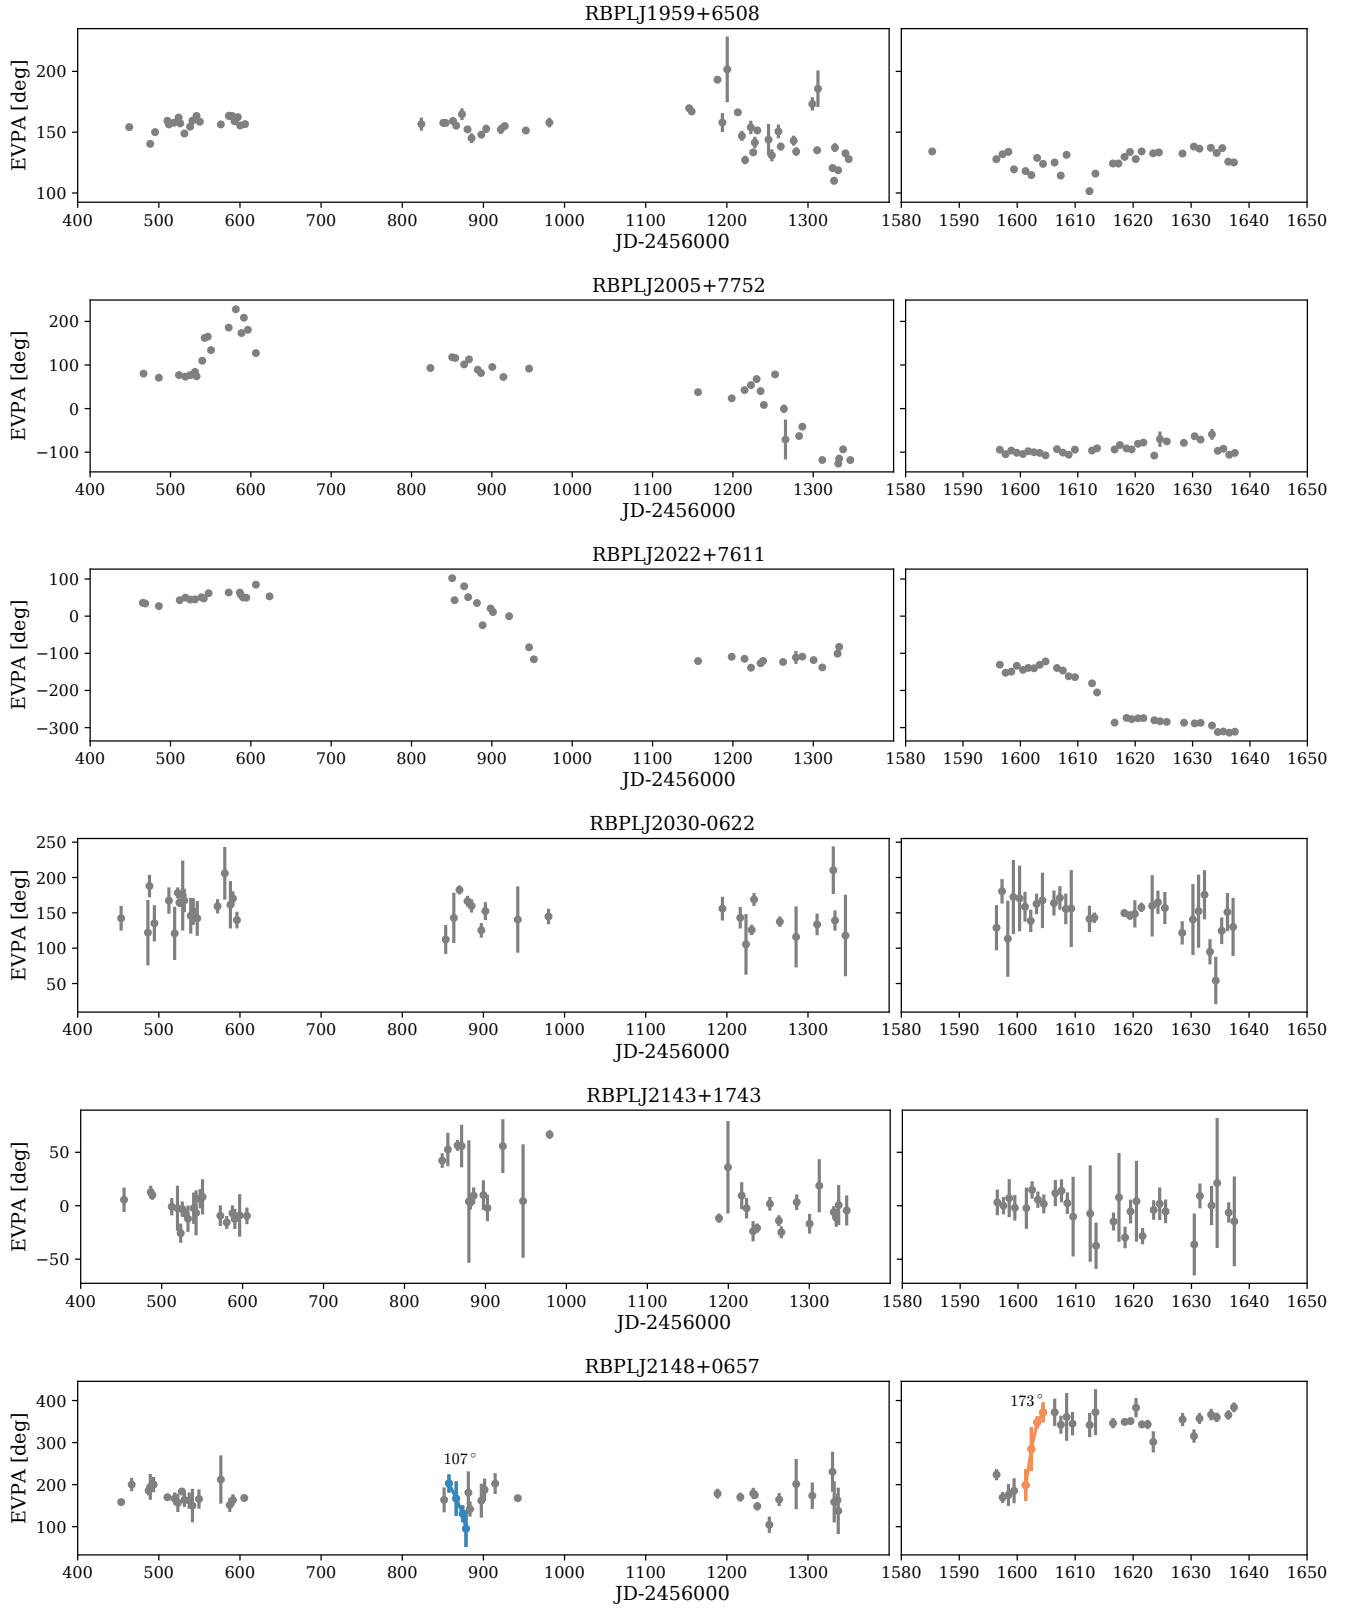 RBPLJ1959+6508
EVPA [deg]
200
150
100
400 500 600 700 800 900 1000 1100 1200 1300 1580 1590 1600 1610 1620 1630 1640 1650
JD-2456000
RBPLJ2005+7752
EVPA [deg]
200
100
0
−100
400 500 600 700 800 900 1000 1100 1200 1300 1580 1590 1600 1610 1620 1630 1640 1650
JD-2456000
RBPLJ2022+7611
EVPA [deg]
100
0
−100
−200
−300
400 500 600 700 800 900 1000 1100 1200 1300 1580 1590 1600 1610 1620 1630 1640 1650
JD-2456000
RBPLJ2030-0622
EVPA [deg]
250
200
150
100
50
400 500 600 700 800 900 1000 1100 1200 1300 1580 1590 1600 1610 1620 1630 1640 1650
JD-2456000
RBPLJ2143+1743
EVPA [deg]
50
0
−50
400 500 600 700 800 900 1000 1100 1200 1300 1580 1590 1600 1610 1620 1630 1640 1650
JD-2456000
RBPLJ2148+0657
EVPA [deg]
400
300
200
100
107°
173°
400 500 600 700 800 900 1000 1100 1200 1300 1580 1590 1600 1610 1620 1630 1640 1650
JD-2456000